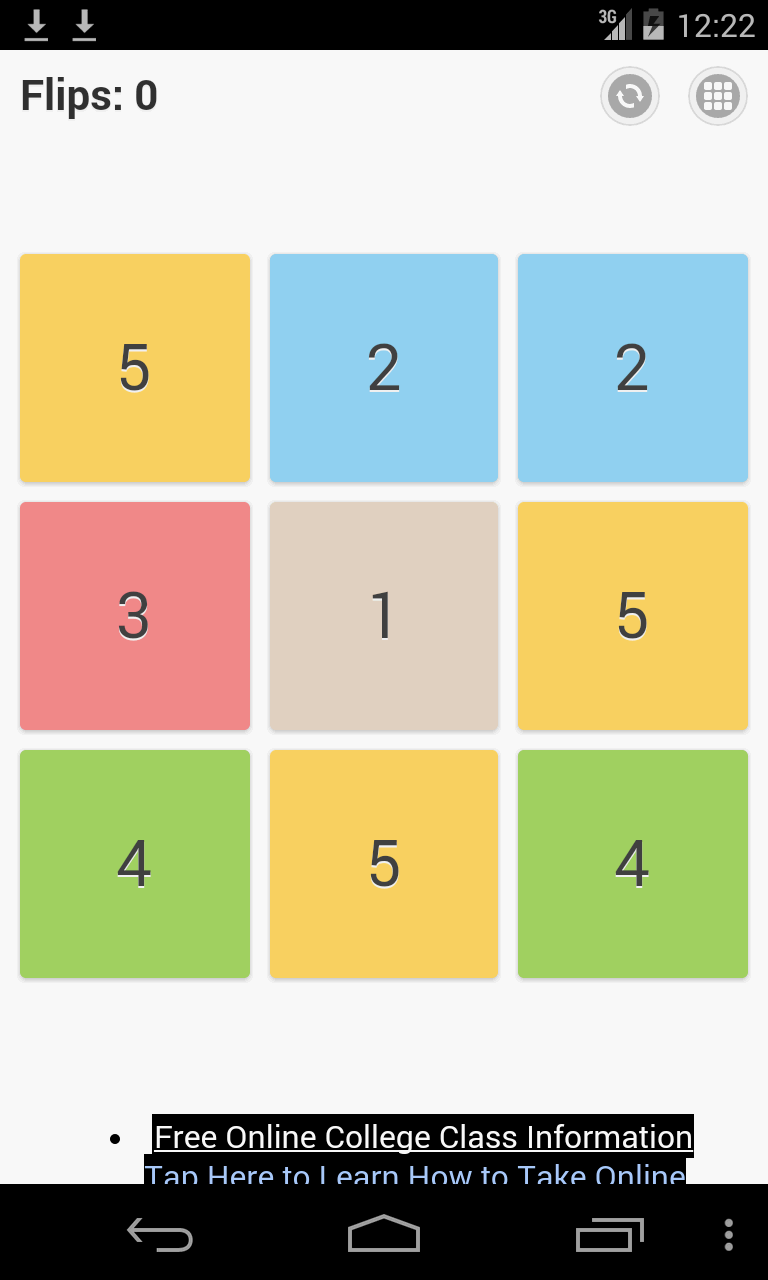 3G 12:22
Flips: 0
5 2 2
3 1 5
4 5 4
Free Online College Class Information
Tap Here to Learn How to Take Online